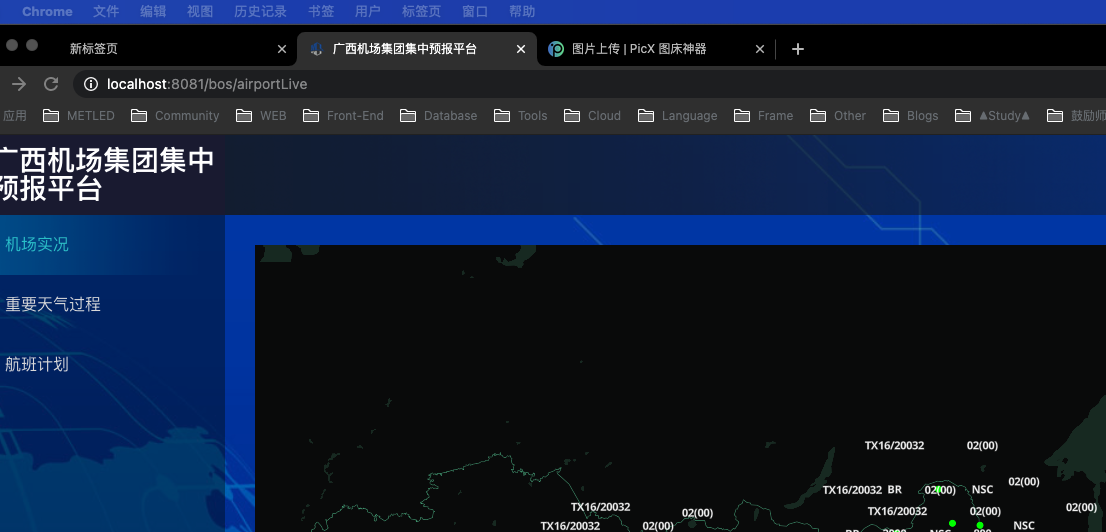 Chrome 文件 编辑 视图 历史记录 书签 用户 标签页 窗口 帮助
新标签页 广西机场集团集中预报平台 图片上传 | PicX 图床神器
localhost:8081/bos/airportLive
应用 METLED Community WEB Front-End Database Tools Cloud Language Frame Other Blogs ▲Study▲ 鼓励师
广西机场集团集中
预报平台
机场实况
重要天气过程
航班计划
TX16/20032 02(00)
02(00)
TX16/20032 BR 02(00) NSC
TX16/20032 02(00) TX16/20032 02(00) 02(00)
TX16/20032 02(00) NSC